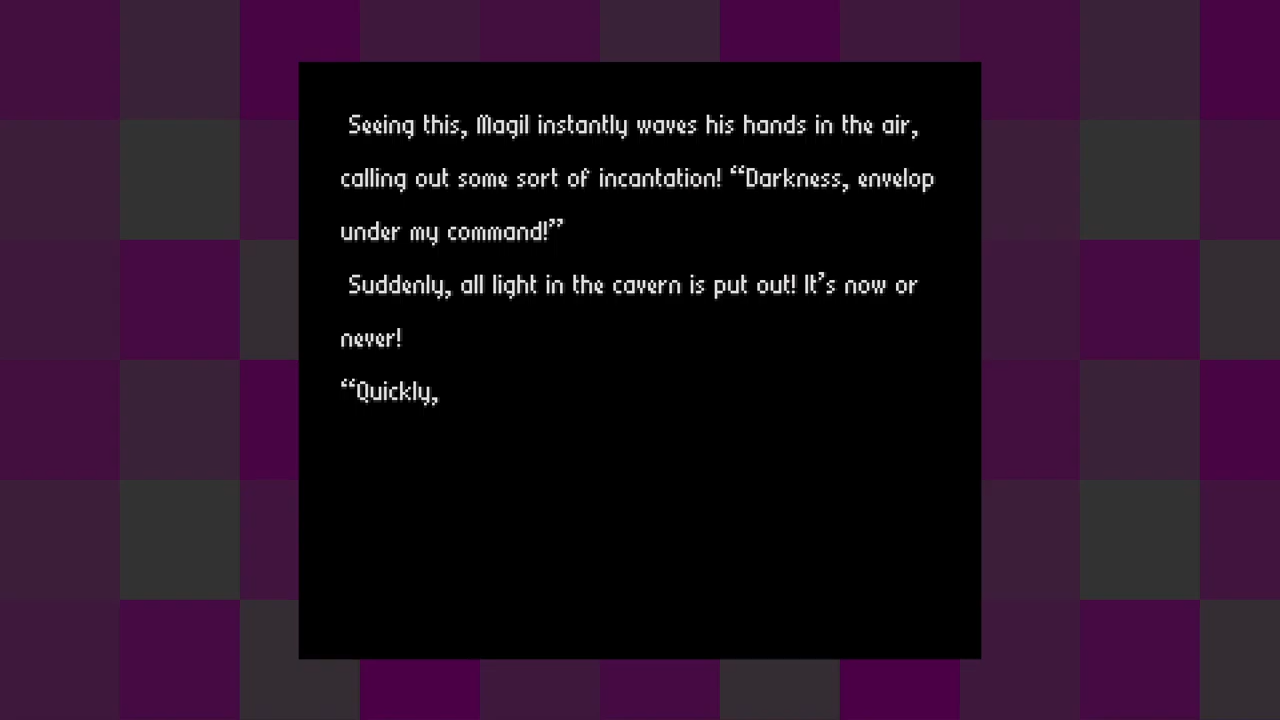 Seeing this, Magil instantly waves his hands in the air,
calling out some sort of incantation! “Darkness, envelop
under my command!”
Suddenly, all light in the cavern is put out! It’s now or
never!
“Quickly,